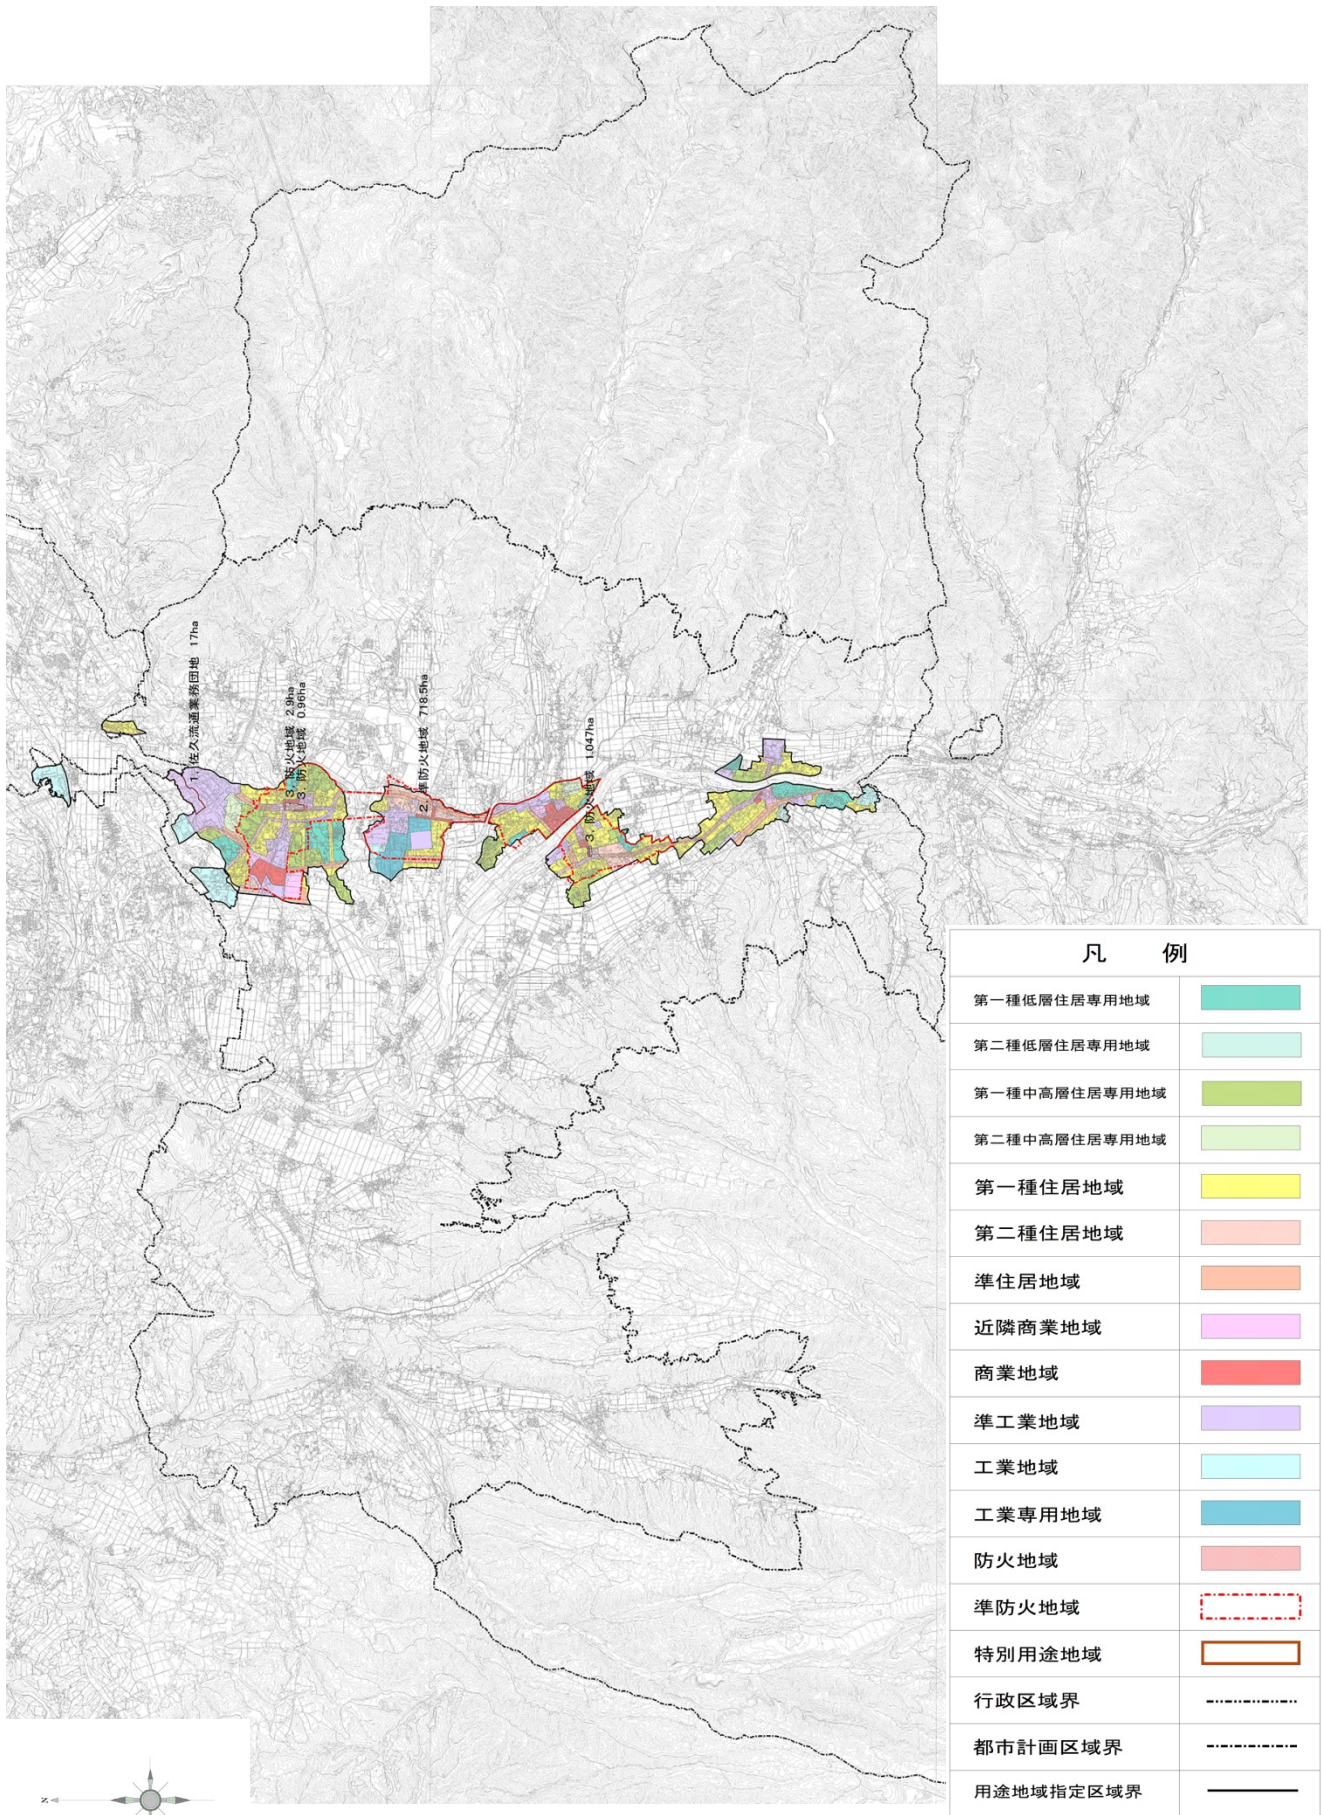 1. 佐久流通業務団地 17ha
3. 防火地域 2.9ha
3. 防火地域 0.96ha
2. 準防火地域 718.5ha
3. 防火地域 1.047ha
凡 例
第一種低層住居専用地域
第二種低層住居専用地域
第一種中高層住居専用地域
第二種中高層住居専用地域
第一種住居地域
第二種住居地域
準住居地域
近隣商業地域
商業地域
準工業地域
工業地域
工業専用地域
防火地域
準防火地域
特別用途地域
行政区域界
都市計画区域界
用途地域指定区域界
N